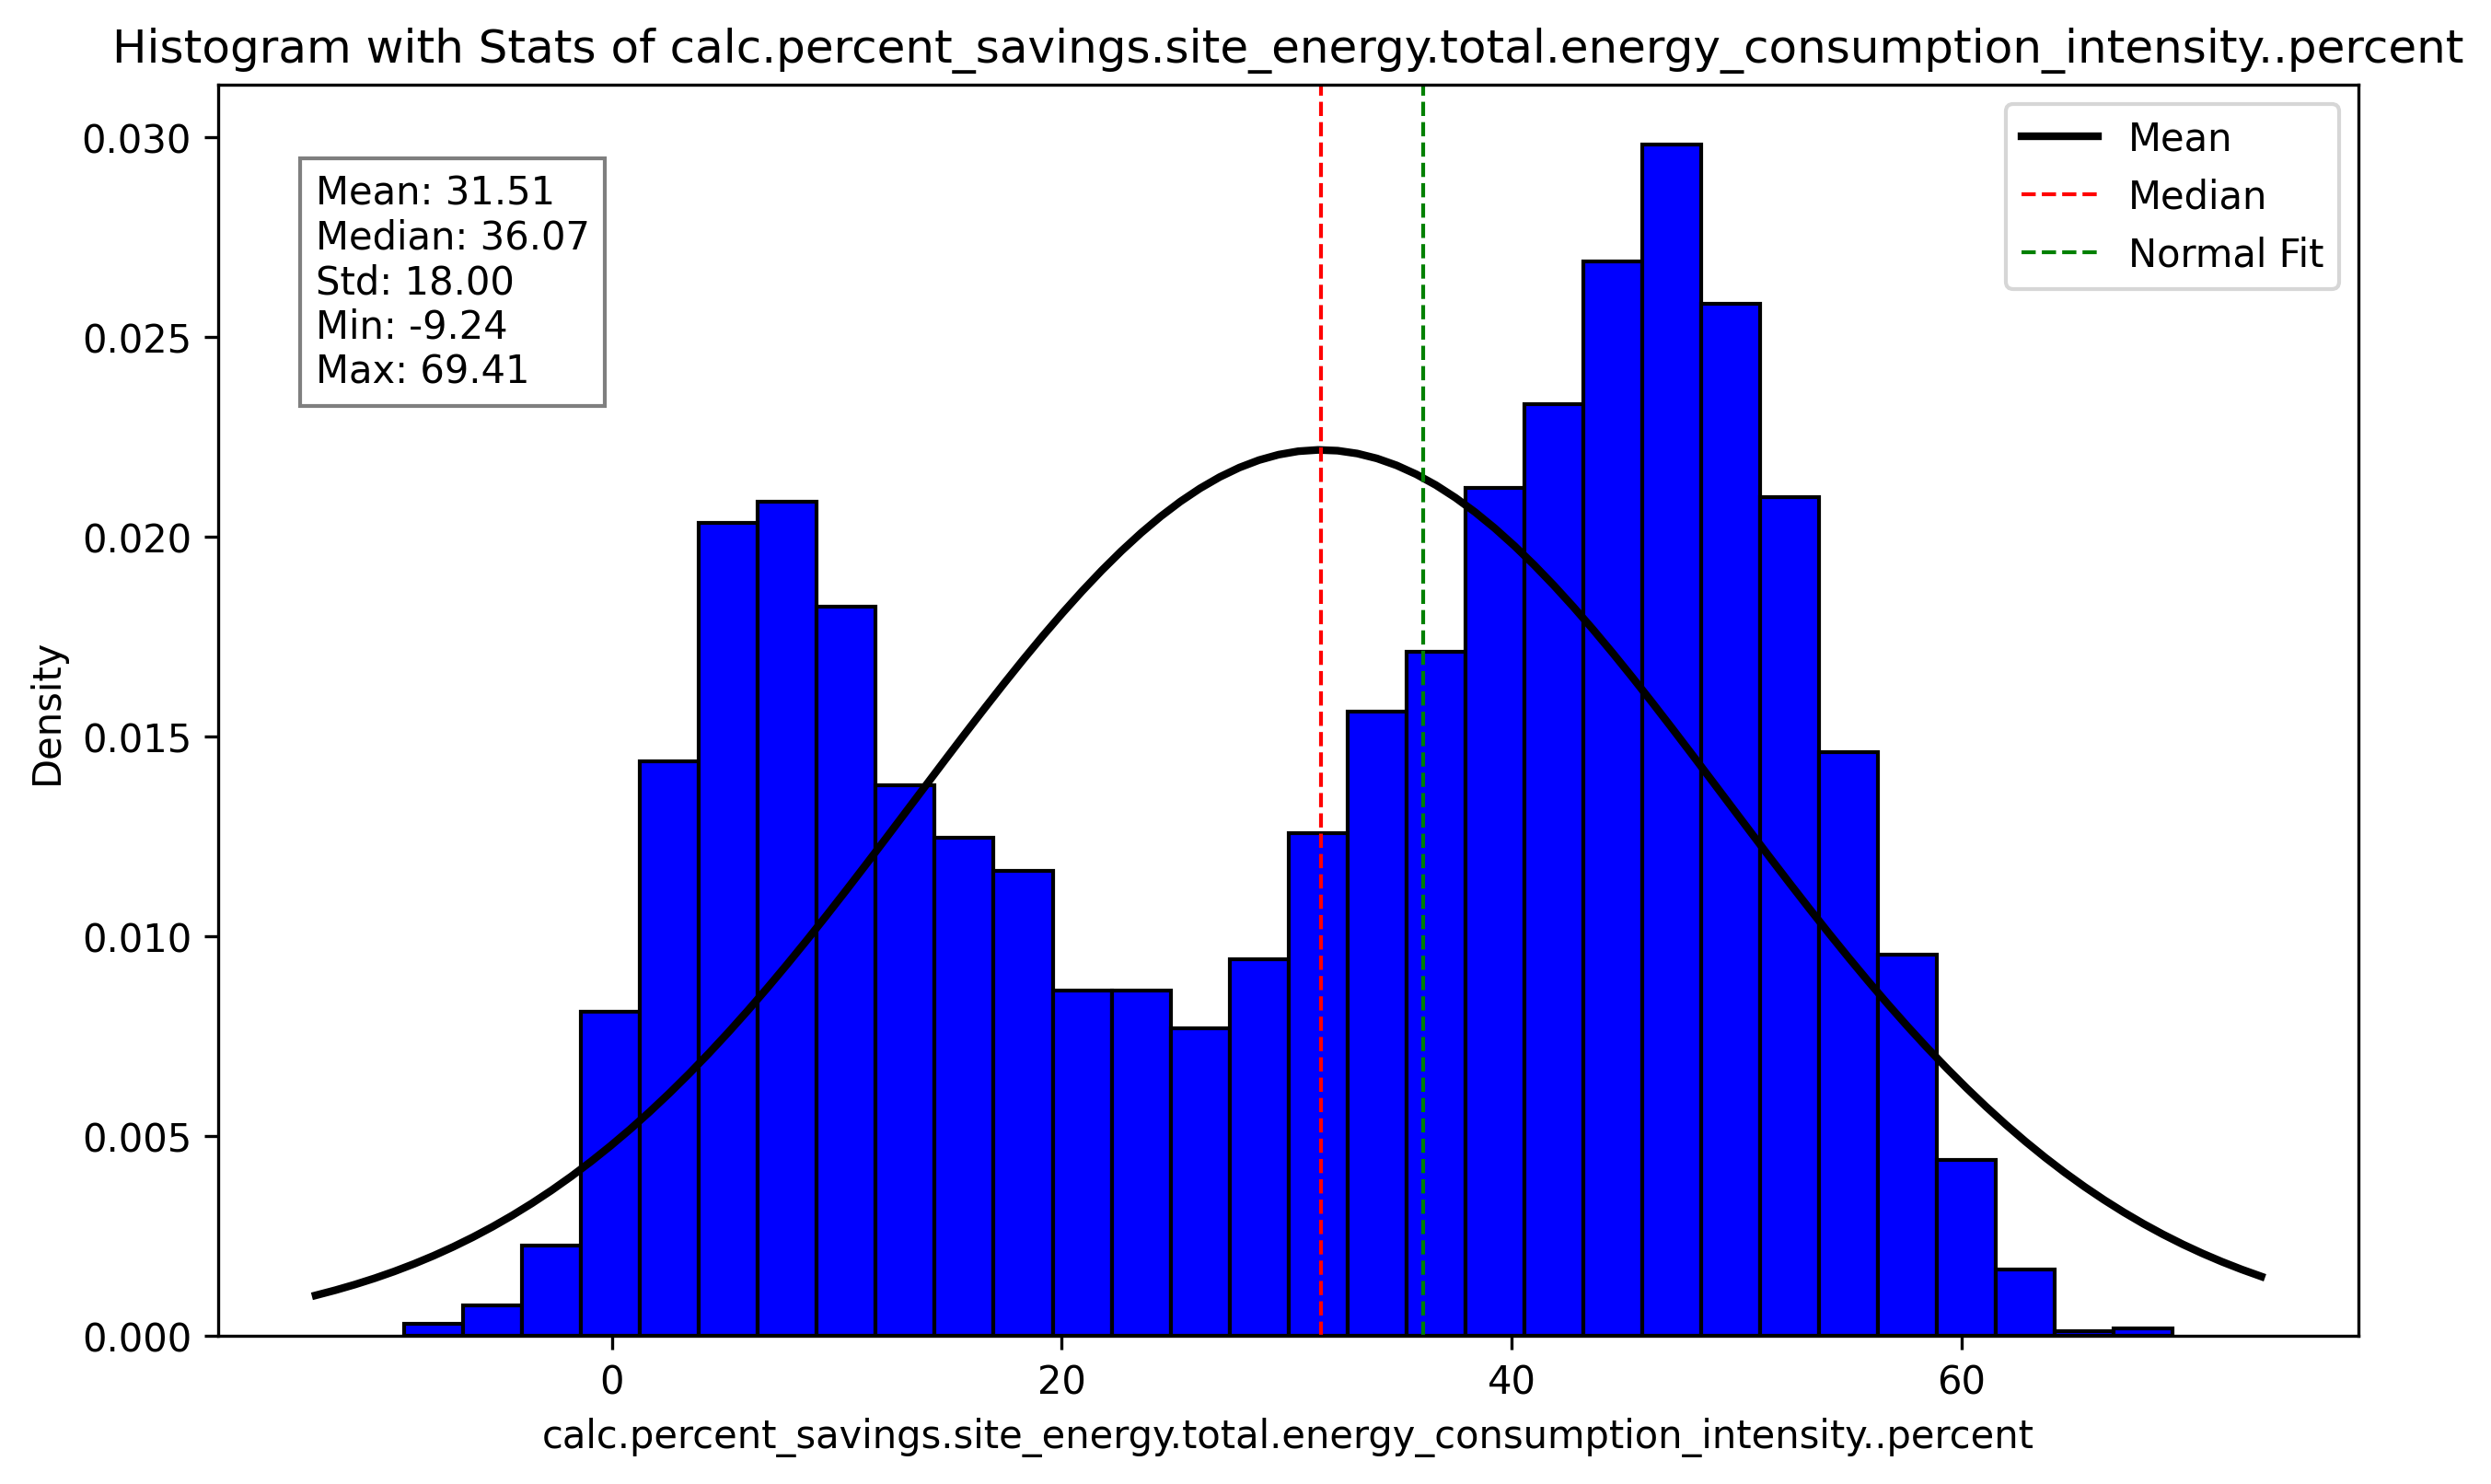 Histogram with Stats of calc.percent_savings.site_energy.total.energy_consumption_intensity..percent
Mean: 31.51
Median: 36.07
Std: 18.00
Min: -9.24
Max: 69.41
Mean
Median
Normal Fit
Density
0.030
0.025
0.020
0.015
0.010
0.005
0.000
0
20
40
60
calc.percent_savings.site_energy.total.energy_consumption_intensity..percent